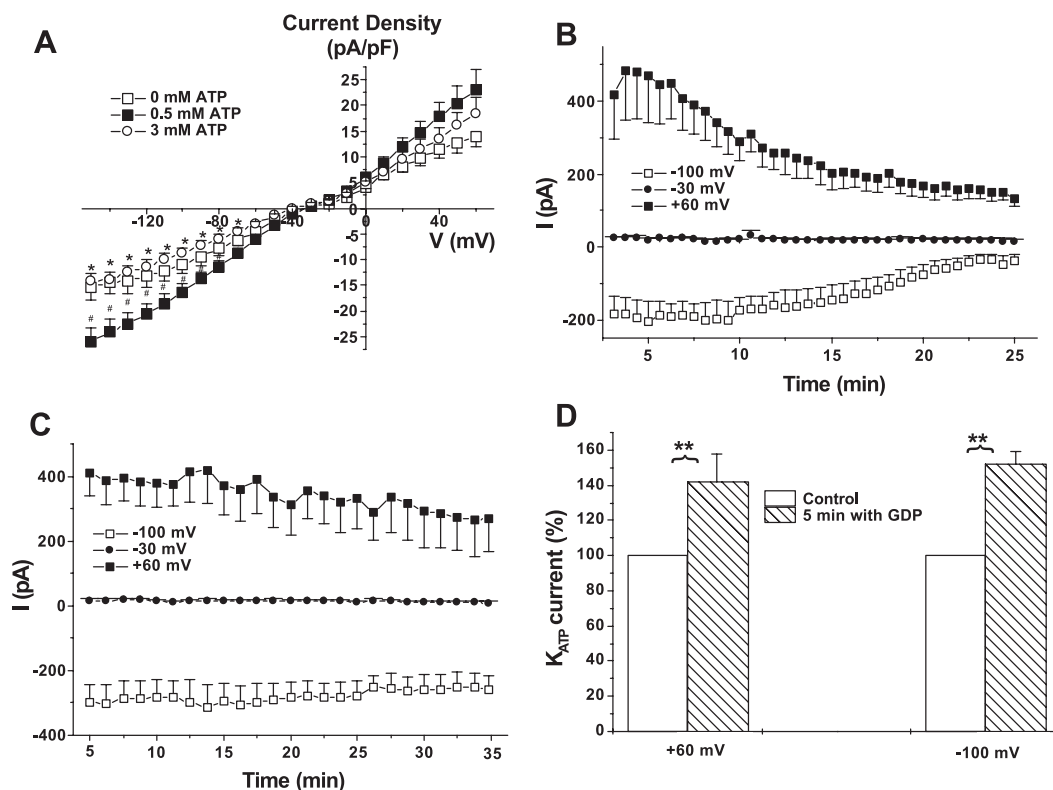 A
Current Density
(pA/pF)
0 mM ATP
0.5 mM ATP
3 mM ATP
25
20
15
10
5
0
-5
-10
-15
-20
-25
-120
-80
-40
0
40
V (mV)
* * * * * * * * *
# # # # # # # #
B
I (pA)
400
200
0
-200
-100 mV
-30 mV
+60 mV
5 10 15 20 25
Time (min)
C
I (pA)
400
200
0
-200
-400
-100 mV
-30 mV
+60 mV
5 10 15 20 25 30 35
Time (min)
D
KATP current (%)
160
140
120
100
80
60
40
20
0
**
**
Control
5 min with GDP
+60 mV
-100 mV